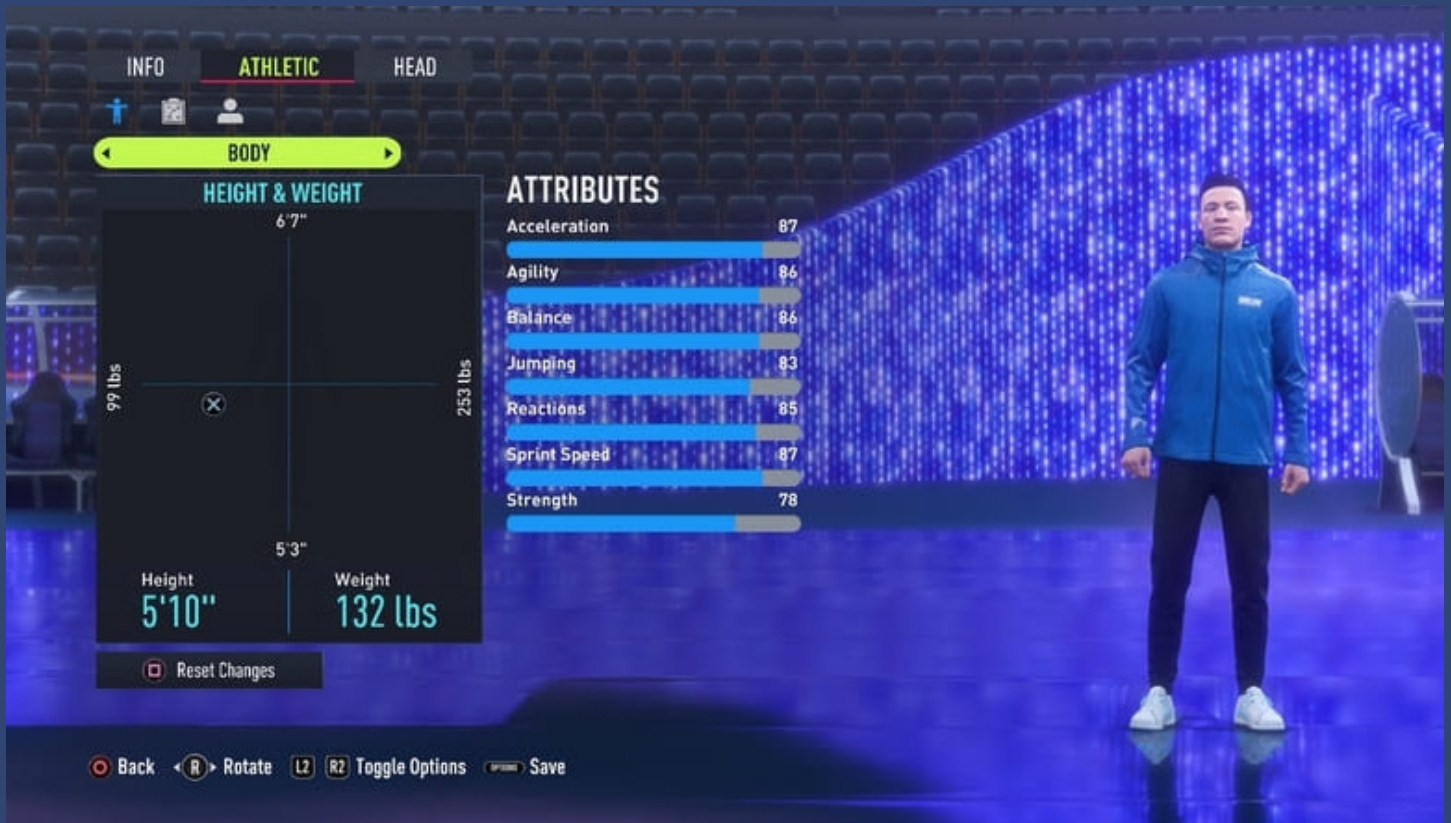 INFO
ATHLETIC
HEAD
BODY
HEIGHT & WEIGHT
6'7"
99 lbs
253 lbs
5'3"
Height
5'10"
Weight
132 lbs
Reset Changes
ATTRIBUTES
Acceleration 87
Agility 86
Balance 86
Jumping 83
Reactions 85
Sprint Speed 87
Strength 78
Back R Rotate L2 R2 Toggle Options OPTIONS Save